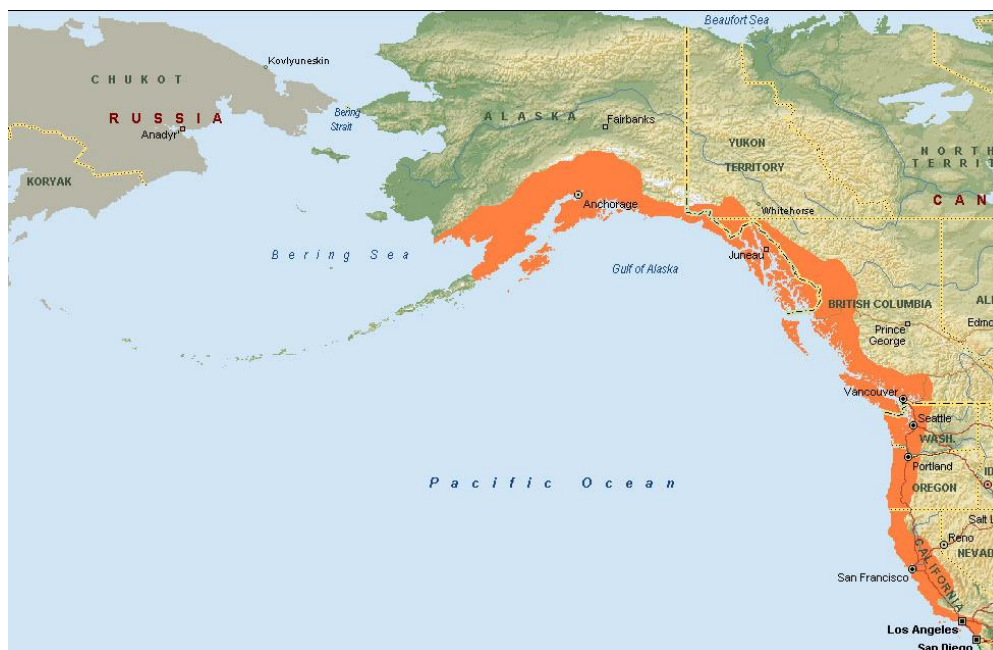 Beaufort Sea
Kovlyuneskin
CHUKOT
RUSSIA
Anadyr'
Bering
Strait
ALASKA
Fairbanks
YUKON
TERRITORY
NORTH
TERRIT
KORYAK
Anchorage
Whitehorse
CAN
Bering Sea
Gulf of Alaska
Juneau
BRITISH COLUMBIA
AL
Prince
George
Edmo
Vancouver
Seattle
WASH.
Portland
OREGON
ID
Pacific Ocean
Salt L
Reno
NEVAD
CALIFORNIA
San Francisco
Los Angeles
San Diego